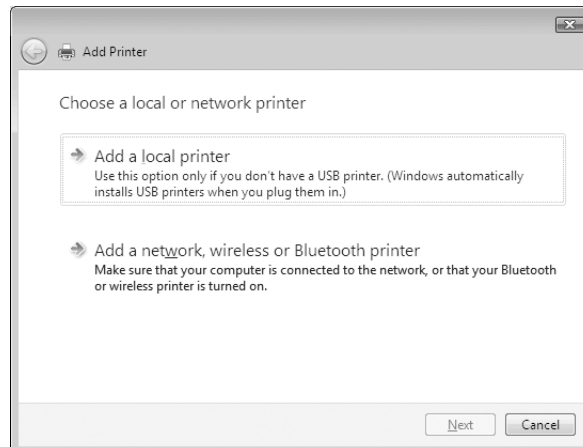 Add Printer
Choose a local or network printer
Add a local printer
Use this option only if you don't have a USB printer. (Windows automatically
installs USB printers when you plug them in.)
Add a network, wireless or Bluetooth printer
Make sure that your computer is connected to the network, or that your Bluetooth
or wireless printer is turned on.
Next Cancel